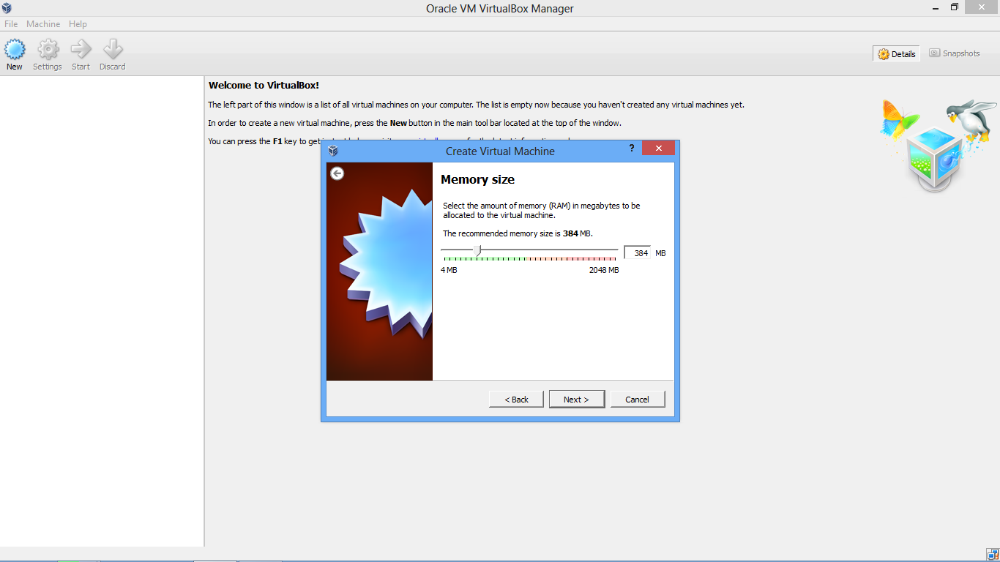 Oracle VM VirtualBox Manager
File Machine Help
New Settings Start Discard
Details Snapshots
Welcome to VirtualBox!
The left part of this window is a list of all virtual machines on your computer. The list is empty now because you haven't created any virtual machines yet.
In order to create a new virtual machine, press the New button in the main tool bar located at the top of the window.
You can press the F1 key to get
Create Virtual Machine ?
Memory size
Select the amount of memory (RAM) in megabytes to be
allocated to the virtual machine.
The recommended memory size is 384 MB.
384 MB
4 MB 2048 MB
< Back Next > Cancel